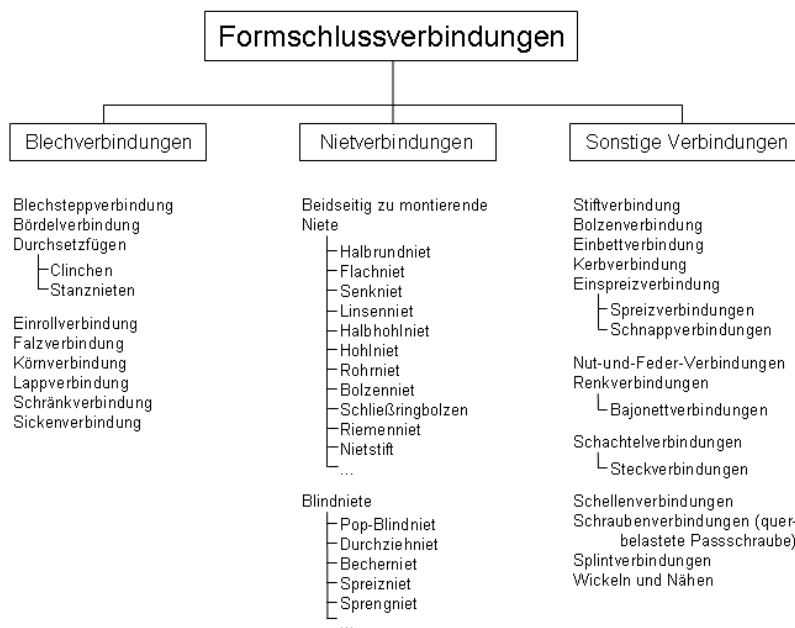 Formschlussverbindungen
Blechverbindungen
Blechsteppverbindung
Bördelverbindung
Durchsetzfügen
Clinchen
Stanznieten
Einrollverbindung
Falzverbindung
Körnverbindung
Lappverbindung
Schränkverbindung
Sickenverbindung
Nietverbindungen
Beidseitig zu montierende
Niete
Halbrundniet
Flachniet
Senkniet
Linsenniet
Halbhohlniet
Hohlniet
Rohrniet
Bolzenniet
Schließringbolzen
Riemenniet
Nietstift
...
Blindniete
Pop-Blindniet
Durchziehniet
Becherniet
Spreizniet
Sprengniet
...
Sonstige Verbindungen
Stiftverbindung
Bolzenverbindung
Einbettverbindung
Kerbverbindung
Einspreizverbindung
Spreizverbindungen
Schnappverbindungen
Nut-und-Feder-Verbindungen
Renkverbindungen
Bajonettverbindungen
Schachtelverbindungen
Steckverbindungen
Schellenverbindungen
Schraubenverbindungen (quer-
belastete Passschraube)
Splintverbindungen
Wickeln und Nähen